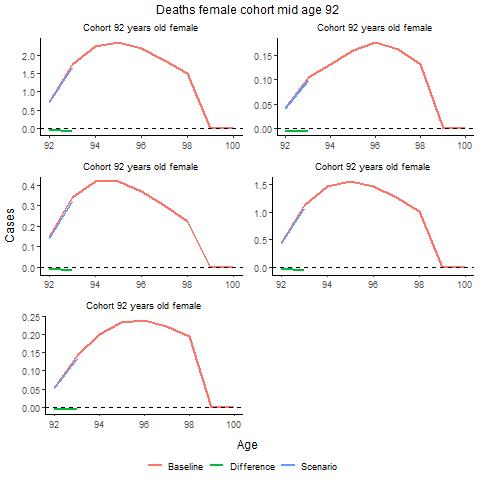 Deaths female cohort mid age 92
Cohort 92 years old female
Cohort 92 years old female
2.0
1.5
1.0
0.5
0.0
92 94 96 98 100
0.15
0.10
0.05
0.00
92 94 96 98 100
Cohort 92 years old female
Cohort 92 years old female
0.4
0.3
0.2
0.1
0.0
92 94 96 98 100
1.5
1.0
0.5
0.0
92 94 96 98 100
Cohort 92 years old female
0.25
0.20
0.15
0.10
0.05
0.00
92 94 96 98 100
Cases
Age
Baseline Difference Scenario